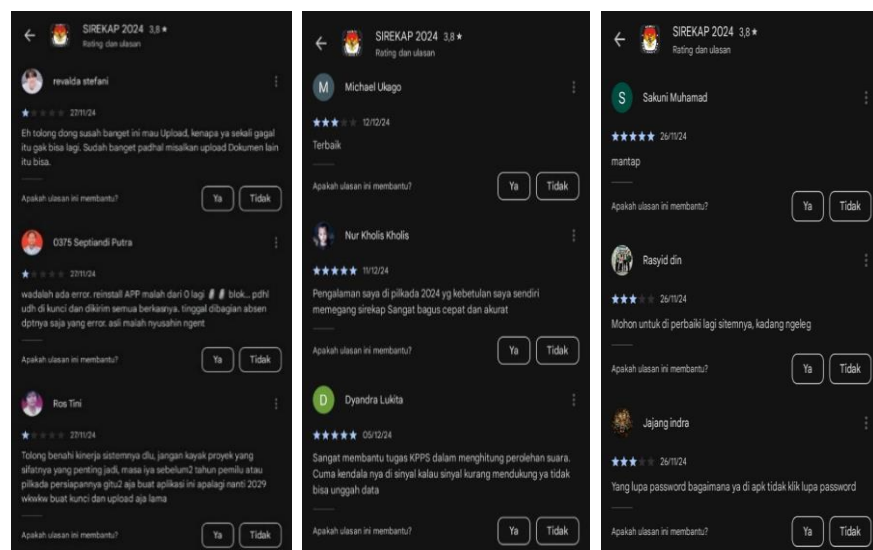 SIREKAP 2024 3,8 ★
Rating dan ulasan
revalda stefani
27/11/24
Eh tolong dong susah banget ini mau Upload, kenapa ya sekali gagal
itu gak bisa lagi. Sudah banget padhal misalkan upload Dokumen lain
itu bisa.
Apakah ulasan ini membantu?
Ya
Tidak
0375 Septiandi Putra
27/11/24
wadalah ada error. reinstall APP malah dari 0 lagi blok... pdhl
udh di kunci dan dikirim semua berkasnya. tinggal dibagian absen
dptnya saja yang error. asli malah nyusahin ngent
Apakah ulasan ini membantu?
Ya
Tidak
Ros Tini
27/11/24
Tolong benahi kinerja sistemnya dlu, jangan kayak proyek yang
sifatnya yang penting jadi, masa iya sebelum2 tahun pemilu atau
pilkada persiapannya gitu2 aja buat aplikasi ini apalagi nanti 2029
wkwkw buat kunci dan upload aja lama
Apakah ulasan ini membantu?
Ya
Tidak
SIREKAP 2024 3,8 ★
Rating dan ulasan
M
Michael Ukago
12/12/24
Terbaik
Apakah ulasan ini membantu?
Ya
Tidak
Nur Kholis Kholis
11/12/24
Pengalaman saya di pilkada 2024 yg kebetulan saya sendiri
memegang sirekap Sangat bagus cepat dan akurat
Apakah ulasan ini membantu?
Ya
Tidak
D
Dyandra Lukita
05/12/24
Sangat membantu tugas KPPS dalam menghitung perolehan suara.
Cuma kendala nya di sinyal kalau sinyal kurang mendukung ya tidak
bisa unggah data
Apakah ulasan ini membantu?
Ya
Tidak
SIREKAP 2024 3,8 ★
Rating dan ulasan
S
Sakuni Muhamad
26/11/24
mantap
Apakah ulasan ini membantu?
Ya
Tidak
Rasyid din
26/11/24
Mohon untuk di perbaiki lagi sitemnya, kadang ngeleg
Apakah ulasan ini membantu?
Ya
Tidak
Jajang indra
26/11/24
Yang lupa password bagaimana ya di apk tidak klik lupa password
Apakah ulasan ini membantu?
Ya
Tidak